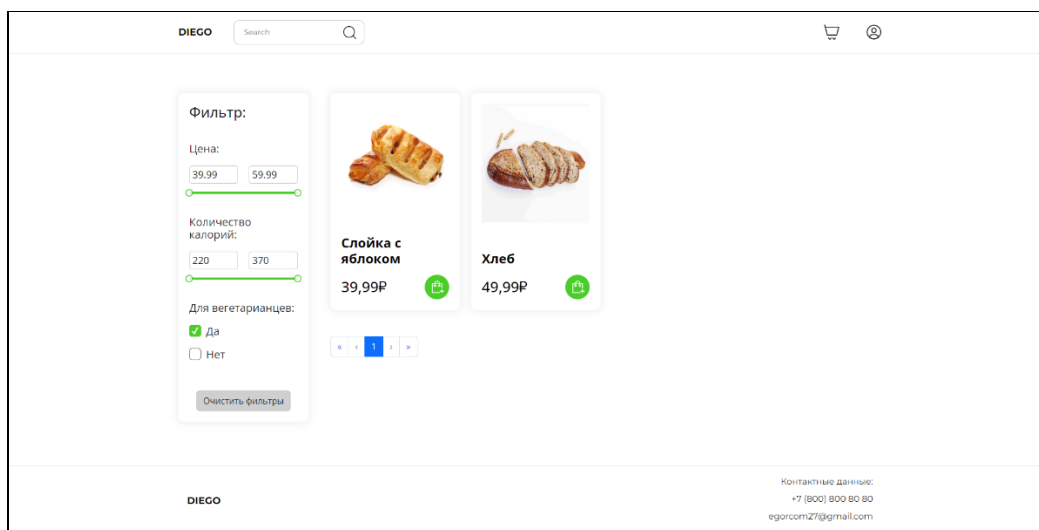 DIEGO
Search
Фильтр:
Цена:
39.99 59.99
Количество
калорий:
220 370
Для вегетарианцев:
Да
Нет
Очистить фильтры
Слойка с
яблоком
39,99₽
Хлеб
49,99₽
« ‹ 1 › »
DIEGO
Контактные данные:
+7 (800) 800 80 80
egorcom27@gmail.com